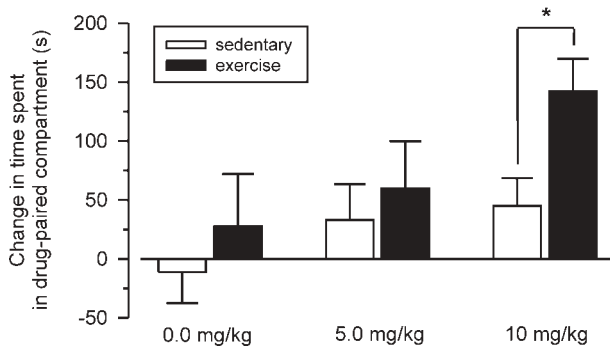 Change in time spent
in drug-paired compartment (s)
200
150
100
50
0
-50
sedentary
exercise
*
0.0 mg/kg
5.0 mg/kg
10 mg/kg